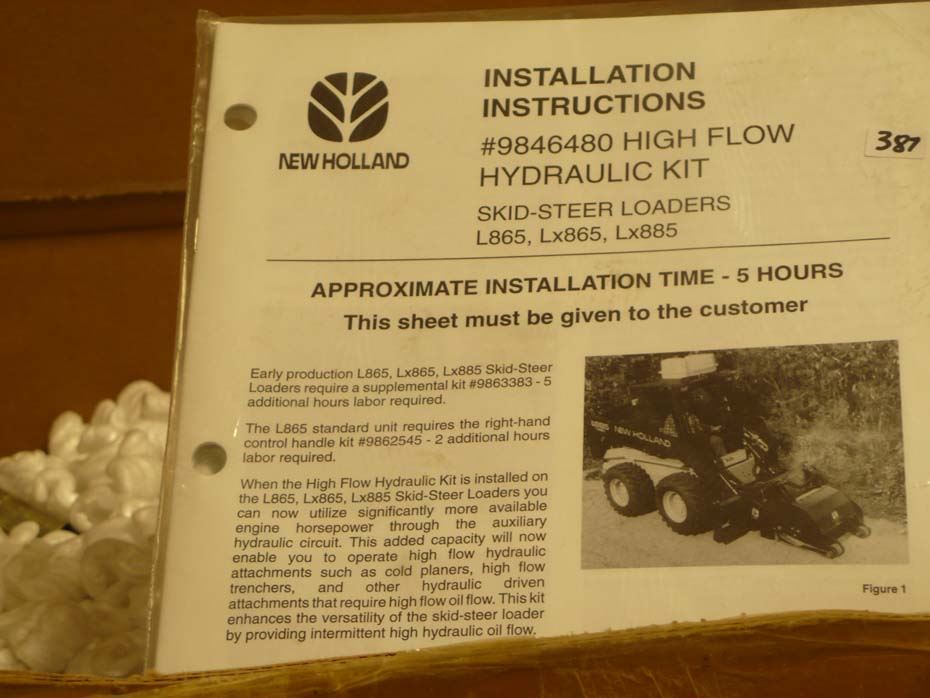 NEW HOLLAND
INSTALLATION
INSTRUCTIONS
#9846480 HIGH FLOW
HYDRAULIC KIT
387
SKID-STEER LOADERS
L865, Lx865, Lx885
APPROXIMATE INSTALLATION TIME - 5 HOURS
This sheet must be given to the customer
Early production L865, Lx865, Lx885 Skid-Steer
Loaders require a supplemental kit #9863383 - 5
additional hours labor required.
The L865 standard unit requires the right-hand
control handle kit #9862545 - 2 additional hours
labor required.
When the High Flow Hydraulic Kit is installed on
the L865, Lx865, Lx885 Skid-Steer Loaders you
can now utilize significantly more available
engine horsepower through the auxiliary
hydraulic circuit. This added capacity will now
enable you to operate high flow hydraulic
attachments such as cold planers, high flow
trenchers, and other hydraulic driven
attachments that require high flow oil flow. This kit
enhances the versatility of the skid-steer loader
by providing intermittent high hydraulic oil flow.
NEW HOLLAND
Figure 1